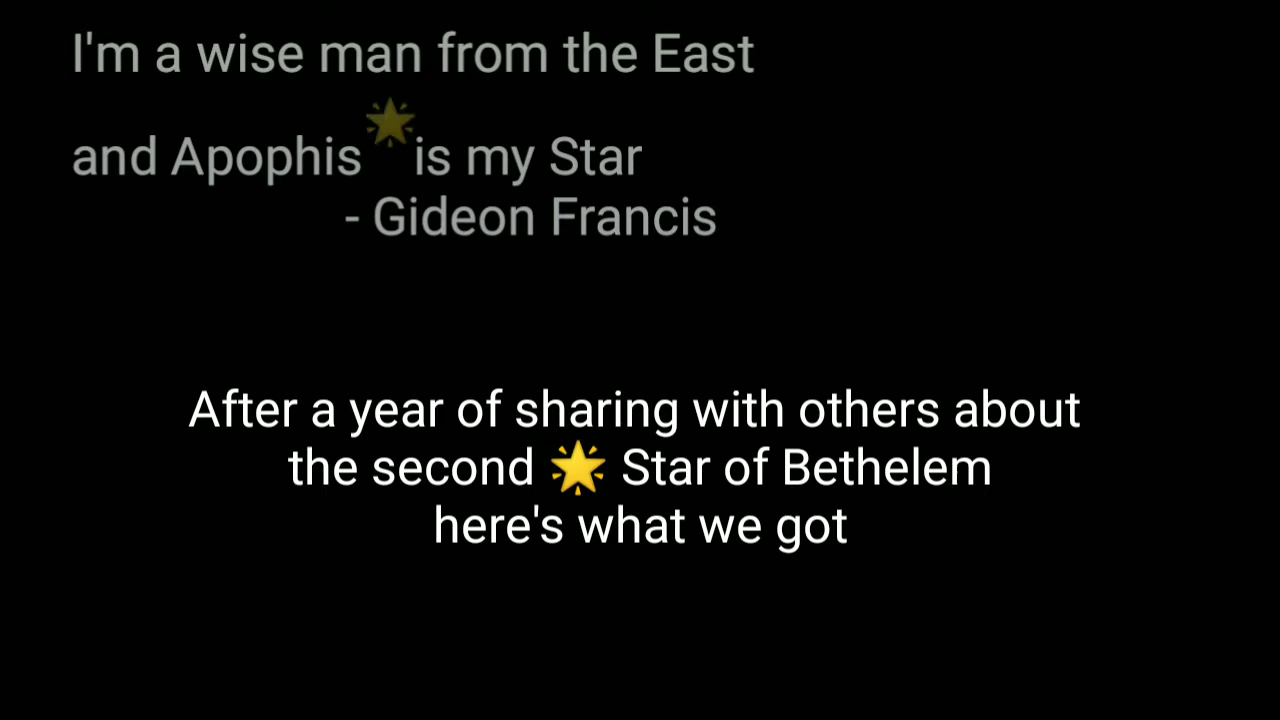 I'm a wise man from the East
and Apophis🌟is my Star
- Gideon Francis
After a year of sharing with others about
the second 🌟 Star of Bethelem
here's what we got